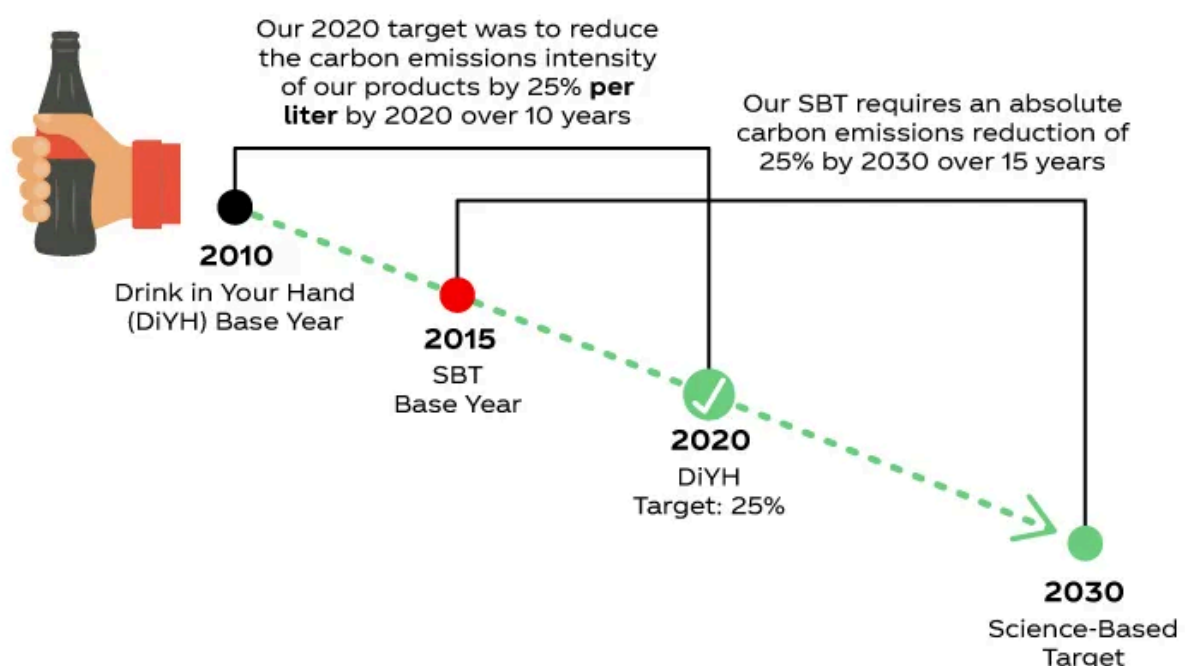 Our 2020 target was to reduce
the carbon emissions intensity
of our products by 25% per
liter by 2020 over 10 years
Our SBT requires an absolute
carbon emissions reduction of
25% by 2030 over 15 years
2010
Drink in Your Hand
(DiYH) Base Year
2015
SBT
Base Year
2020
DiYH
Target: 25%
2030
Science-Based
Target